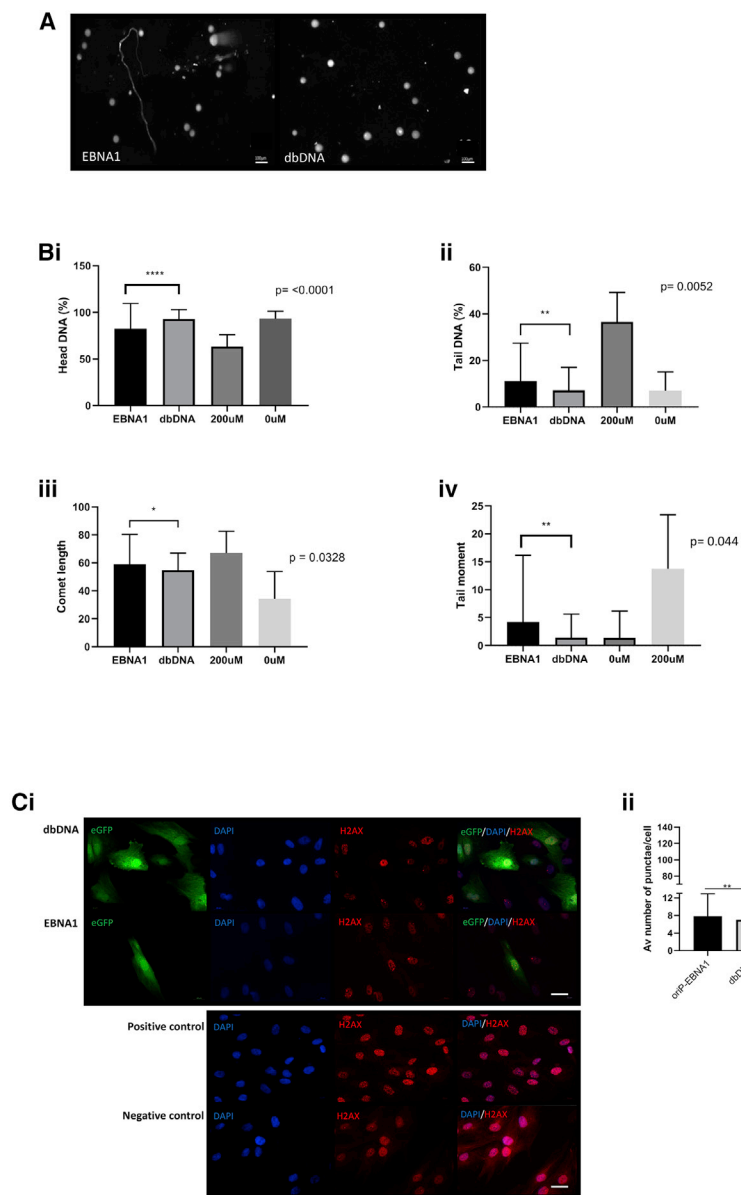 A
EBNA1
dbDNA
Bi
Head DNA (%)
150
100
50
0
****
p= <0.0001
EBNA1 dbDNA 200uM 0uM
ii
Tail DNA (%)
60
40
20
0
**
p= 0.0052
EBNA1 dbDNA 200uM 0uM
iii
Comet length
100
80
60
40
20
0
*
p = 0.0328
EBNA1 dbDNA 200uM 0uM
iv
Tail moment
25
20
15
10
5
0
**
p= 0.044
EBNA1 dbDNA 0uM 200uM
Ci
dbDNA
eGFP DAPI H2AX eGFP/DAPI/H2AX
EBNA1
eGFP DAPI H2AX eGFP/DAPI/H2AX
Positive control
DAPI H2AX DAPI/H2AX
Negative control
DAPI H2AX DAPI/H2AX
ii
Av number of punctae/cell
140
120
100
80
12
8
4
0
**
oriP-EBNA1